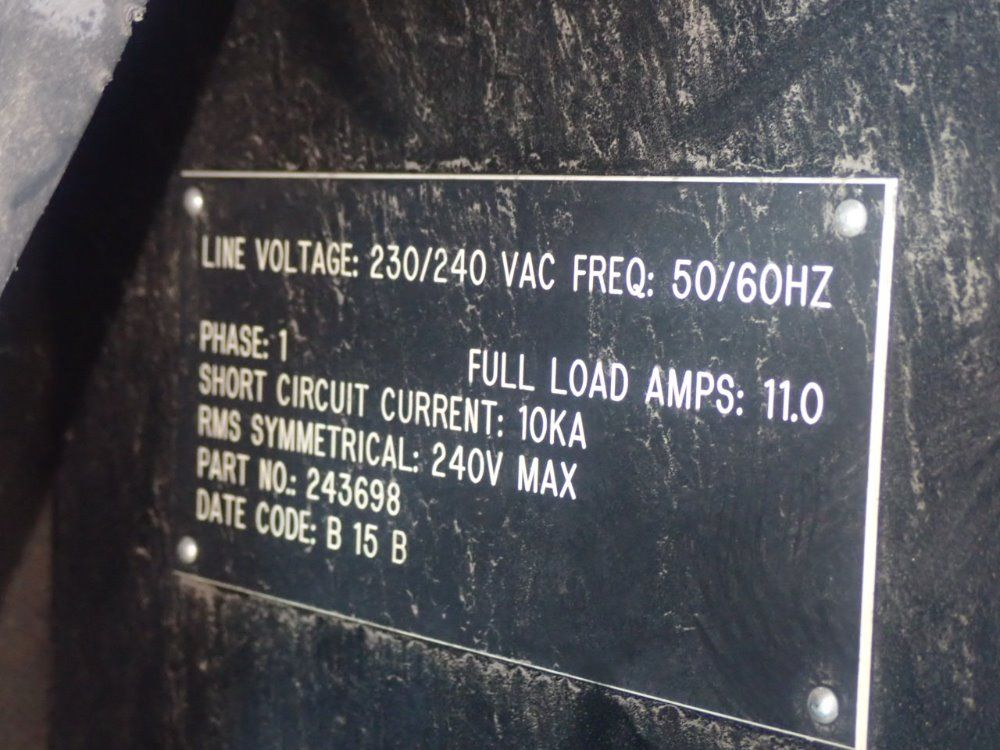 LINE VOLTAGE: 230/240 VAC FREQ: 50/60HZ
PHASE: 1 FULL LOAD AMPS: 11.0
SHORT CIRCUIT CURRENT: 10KA
RMS SYMMETRICAL: 240V MAX
PART NO.: 243698
DATE CODE: B 15 B